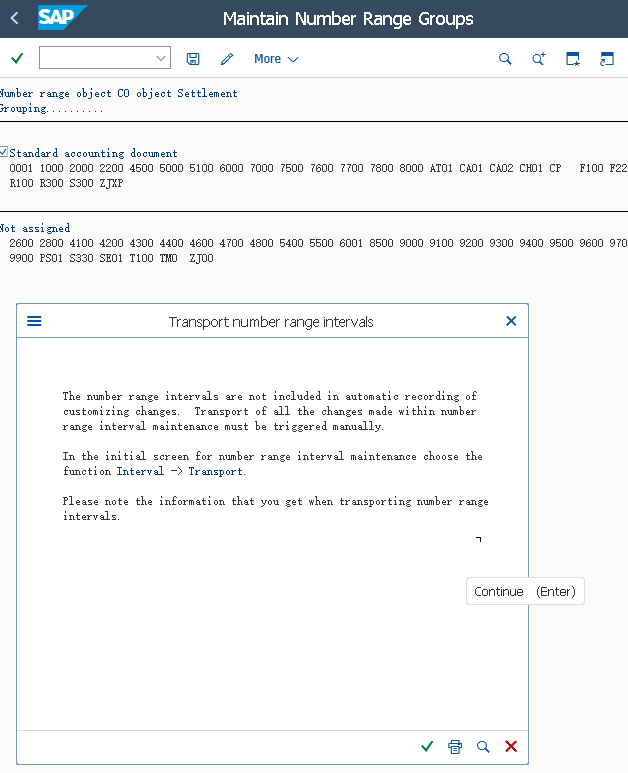 SAP
Maintain Number Range Groups
More
Number range object CO object Settlement
Grouping..........
Standard accounting document
0001 1000 2000 2200 4500 5000 5100 6000 7000 7500 7600 7700 7800 8000 AT01 CA01 CA02 CH01 CP F100 F22
R100 R300 S300 ZJXP
Not assigned
2600 2800 4100 4200 4300 4400 4600 4700 4800 5400 5500 6001 8500 9000 9100 9200 9300 9400 9500 9600 970
9900 PS01 S330 SE01 T100 TMO ZJ00
Transport number range intervals
The number range intervals are not included in automatic recording of
customizing changes. Transport of all the changes made within number
range interval maintenance must be triggered manually.
In the initial screen for number range interval maintenance choose the
function Interval -> Transport.
Please note the information that you get when transporting number range
intervals.
Continue (Enter)